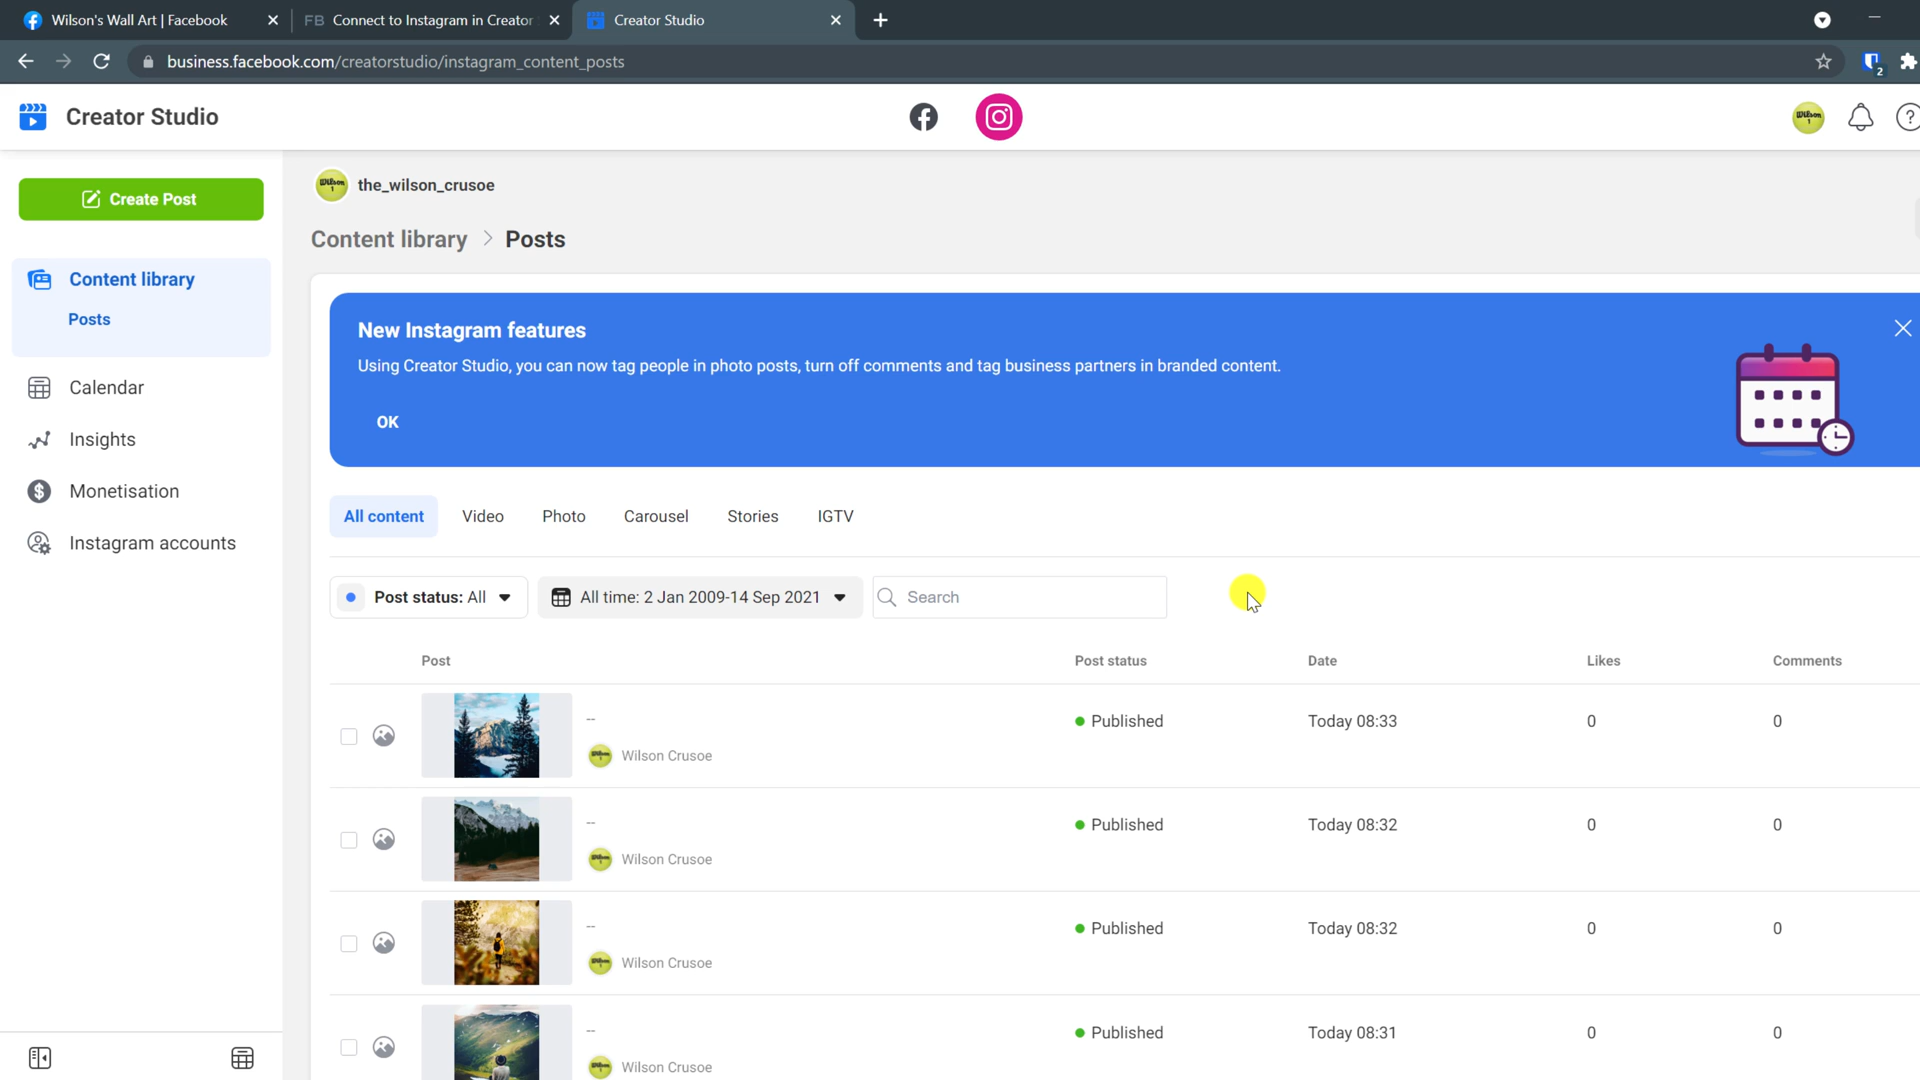 Wilson's Wall Art | Facebook
FB Connect to Instagram in Creator
Creator Studio
business.facebook.com/creatorstudio/instagram_content_posts
2
Creator Studio
Wilson 1
?
Create Post
Wilson 1
the_wilson_crusoe
Content library > Posts
Content library
Posts
Calendar
Insights
Monetisation
Instagram accounts
New Instagram features
Using Creator Studio, you can now tag people in photo posts, turn off comments and tag business partners in branded content.
OK
All content Video Photo Carousel Stories IGTV
Post status: All
All time: 2 Jan 2009-14 Sep 2021
Search
Post Post status Date Likes Comments
-- Published Today 08:33 0 0
Wilson Crusoe
-- Published Today 08:32 0 0
Wilson Crusoe
-- Published Today 08:32 0 0
Wilson Crusoe
-- Published Today 08:31 0 0
Wilson Crusoe